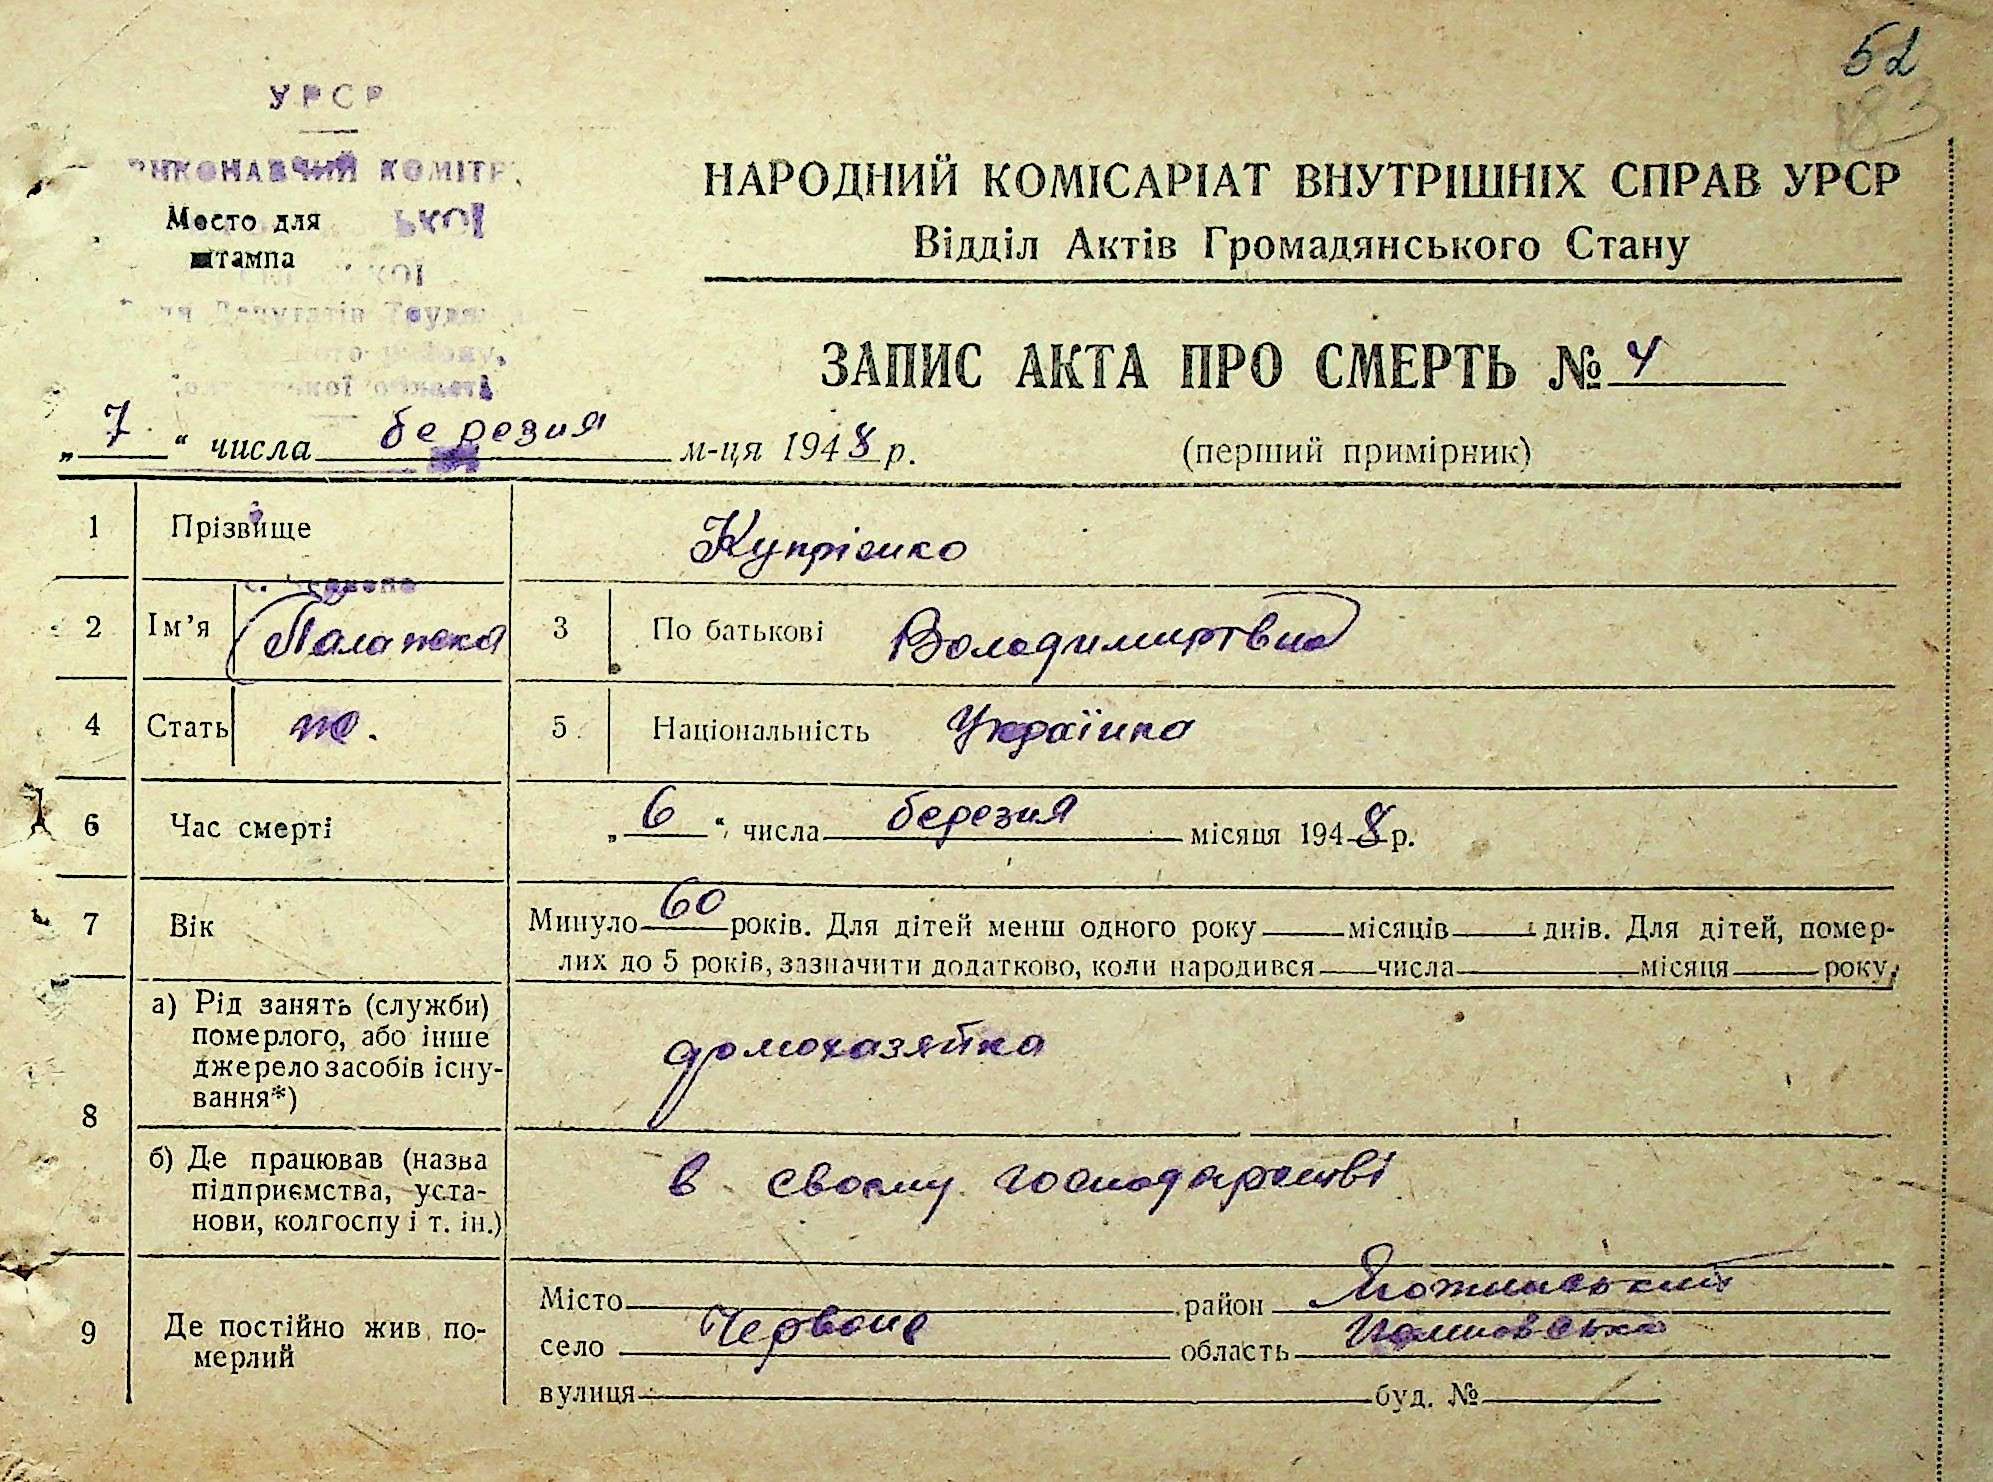 52
183
УРСР
ВИКОНАВЧИЙ КОМІТЕ
Место для
штампа
НАРОДНИЙ КОМІСАРІАТ ВНУТРІШНІХ СПРАВ УРСР
Відділ Актів Громадянського Стану
ЗАПИС АКТА ПРО СМЕРТЬ № 4
„7“ числа березня м-ця 1948 р.
(перший примірник)
1 Прізвище Купрієнко
2 Ім’я Палажка 3 По батькові Володимировна
4 Стать ж. 5 Національність Українка
6 Час смерті „6“ числа березня місяця 1948 р.
7 Вік Минуло 60 років. Для дітей менш одного року місяців днів. Для дітей, помер-
лих до 5 років, зазначити додатково, коли народився числа місяця року.
8 а) Рід занять (служби)
померлого, або інше
джерело засобів існу-
вання*)
домохазяйка
б) Де працював (назва
підприємства, уста-
нови, колгоспу і т. ін.)
в своєму господарстві
9 Де постійно жив по-
мерлий
Місто район
село Червоне область
вулиця буд. №